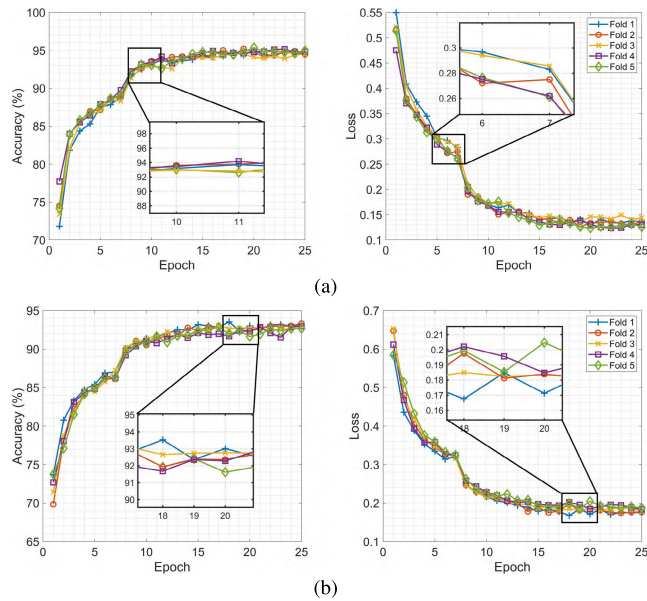 100
95
90
85
80
75
70
0 5 10 15 20 25
Accuracy (%)
Epoch
98
96
94
92
90
88
10 11
0.55
0.5
0.45
0.4
0.35
0.3
0.25
0.2
0.15
0.1
0 5 10 15 20 25
Loss
Epoch
0.3
0.28
0.26
6 7
Fold 1
Fold 2
Fold 3
Fold 4
Fold 5
(a)
95
90
85
80
75
70
65
0 5 10 15 20 25
Accuracy (%)
Epoch
95
94
93
92
91
90
18 19 20
0.7
0.6
0.5
0.4
0.3
0.2
0.1
0 5 10 15 20 25
Loss
Epoch
0.21
0.2
0.19
0.18
0.17
0.16
18 19 20
Fold 1
Fold 2
Fold 3
Fold 4
Fold 5
(b)